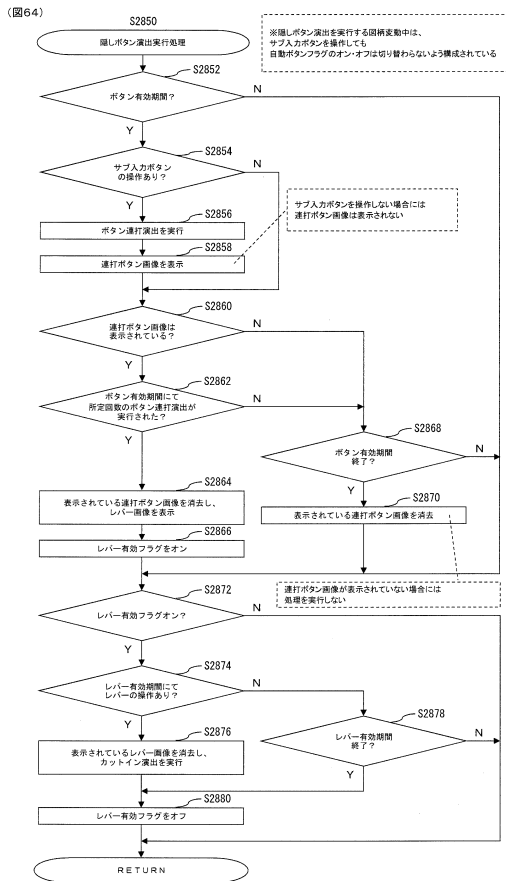 (図64)
S2850
隠しボタン演出実行処理
※隠しボタン演出を実行する図柄変動中は、
サブ入力ボタンを操作しても
自動ボタンフラグのオン・オフは切り替わらないよう構成されている
S2852
ボタン有効期間?
N
Y
S2854
サブ入力ボタン
の操作あり?
N
Y
S2856
ボタン連打演出を実行
サブ入力ボタンを操作しない場合には
連打ボタン画像は表示されない
S2858
連打ボタン画像を表示
S2860
連打ボタン画像は
表示されている?
N
Y
S2862
ボタン有効期間にて
所定回数のボタン連打演出が
実行された?
N
Y
S2868
ボタン有効期間
終了?
N
Y
S2864
表示されている連打ボタン画像を消去し、
レバー画像を表示
S2870
表示されている連打ボタン画像を消去
S2866
レバー有効フラグをオン
連打ボタン画像が表示されていない場合には
処理を実行しない
S2872
レバー有効フラグオン?
N
Y
S2874
レバー有効期間にて
レバーの操作あり?
N
Y
S2878
レバー有効期間
終了?
N
Y
S2876
表示されているレバー画像を消去し、
カットイン演出を実行
S2880
レバー有効フラグをオフ
RETURN